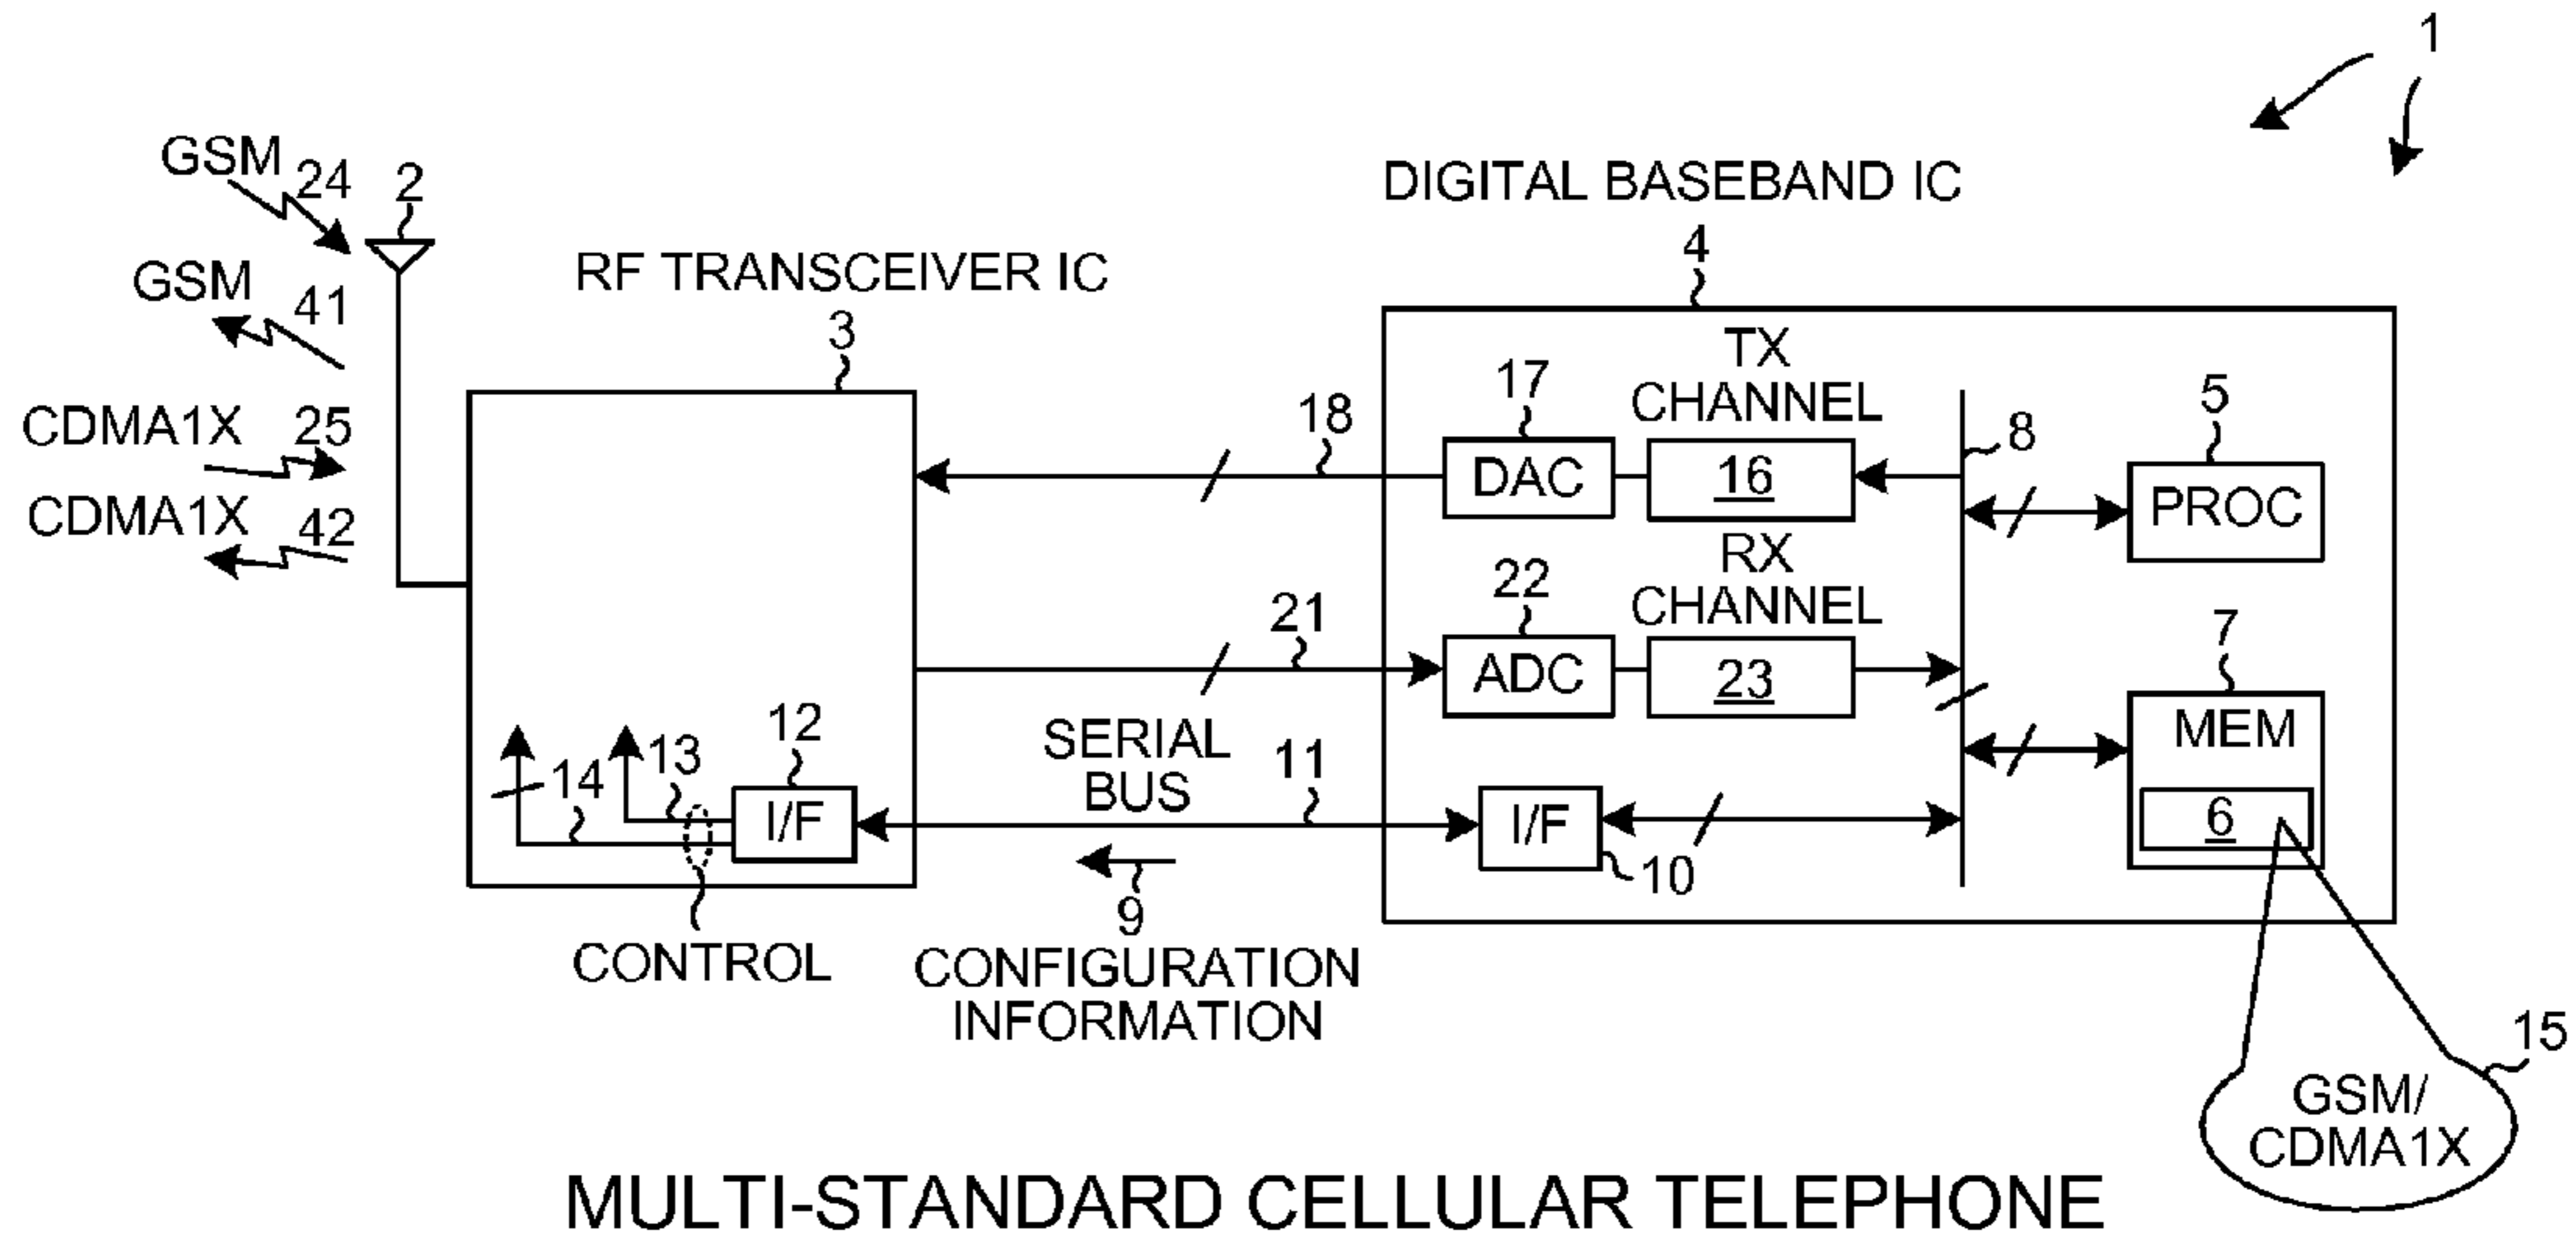 1
GSM
24
2
GSM
41
CDMA1X
25
CDMA1X
42
RF TRANSCEIVER IC
3
DIGITAL BASEBAND IC
4
TX
CHANNEL
17
DAC
16
18
8
5
PROC
RX
CHANNEL
22
ADC
23
21
7
MEM
6
12
I/F
13
14
SERIAL
BUS
11
I/F
10
CONTROL
9
CONFIGURATION
INFORMATION
15
GSM/
CDMA1X
MULTI-STANDARD CELLULAR TELEPHONE